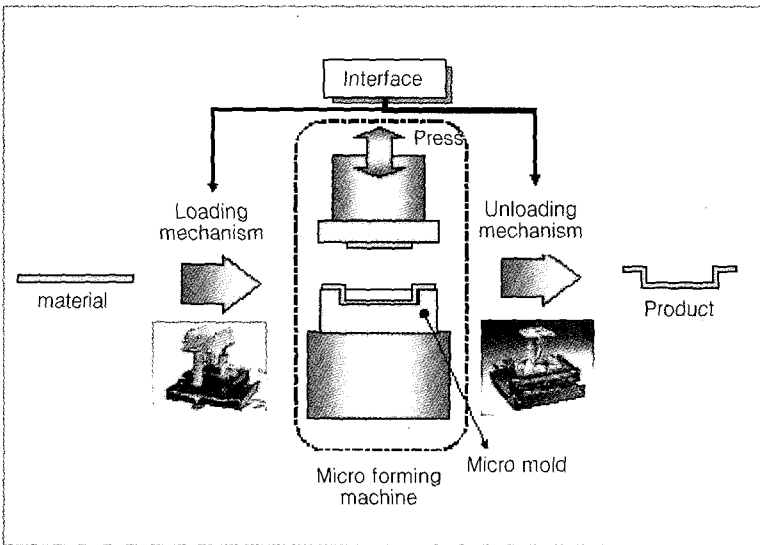 Interface
Press
Loading
mechanism
Unloading
mechanism
material
Product
Micro mold
Micro forming
machine